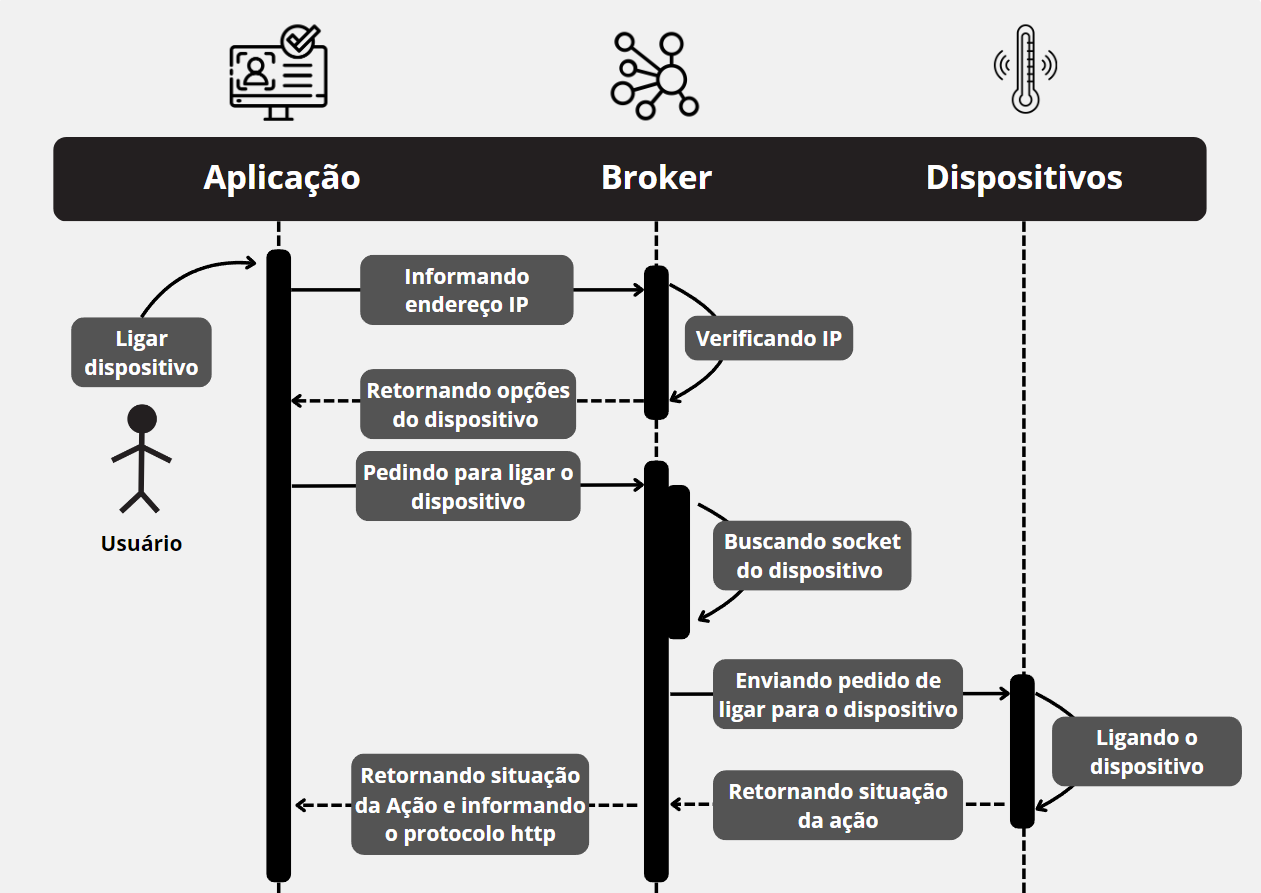 Aplicação
Broker
Dispositivos
Informando
endereço IP
Ligar
dispositivo
Verificando IP
Retornando opções
do dispositivo
Pedindo para ligar o
dispositivo
Usuário
Buscando socket
do dispositivo
Enviando pedido de
ligar para o dispositivo
Ligando o
dispositivo
Retornando situação
da ação
Retornando situação
da Ação e informando
o protocolo http